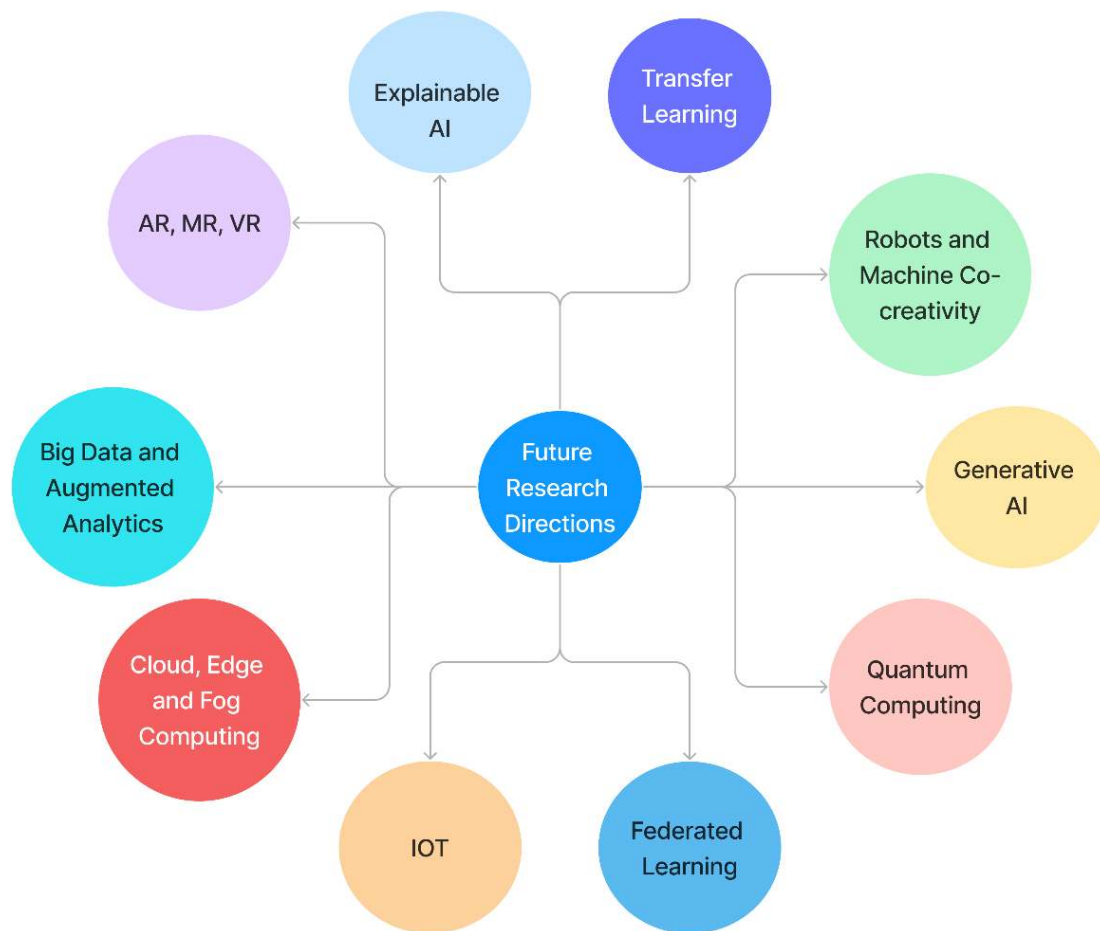 Explainable
AI
Transfer
Learning
AR, MR, VR
Robots and
Machine Co-
creativity
Big Data and
Augmented
Analytics
Future
Research
Directions
Generative
AI
Cloud, Edge
and Fog
Computing
Quantum
Computing
IOT
Federated
Learning